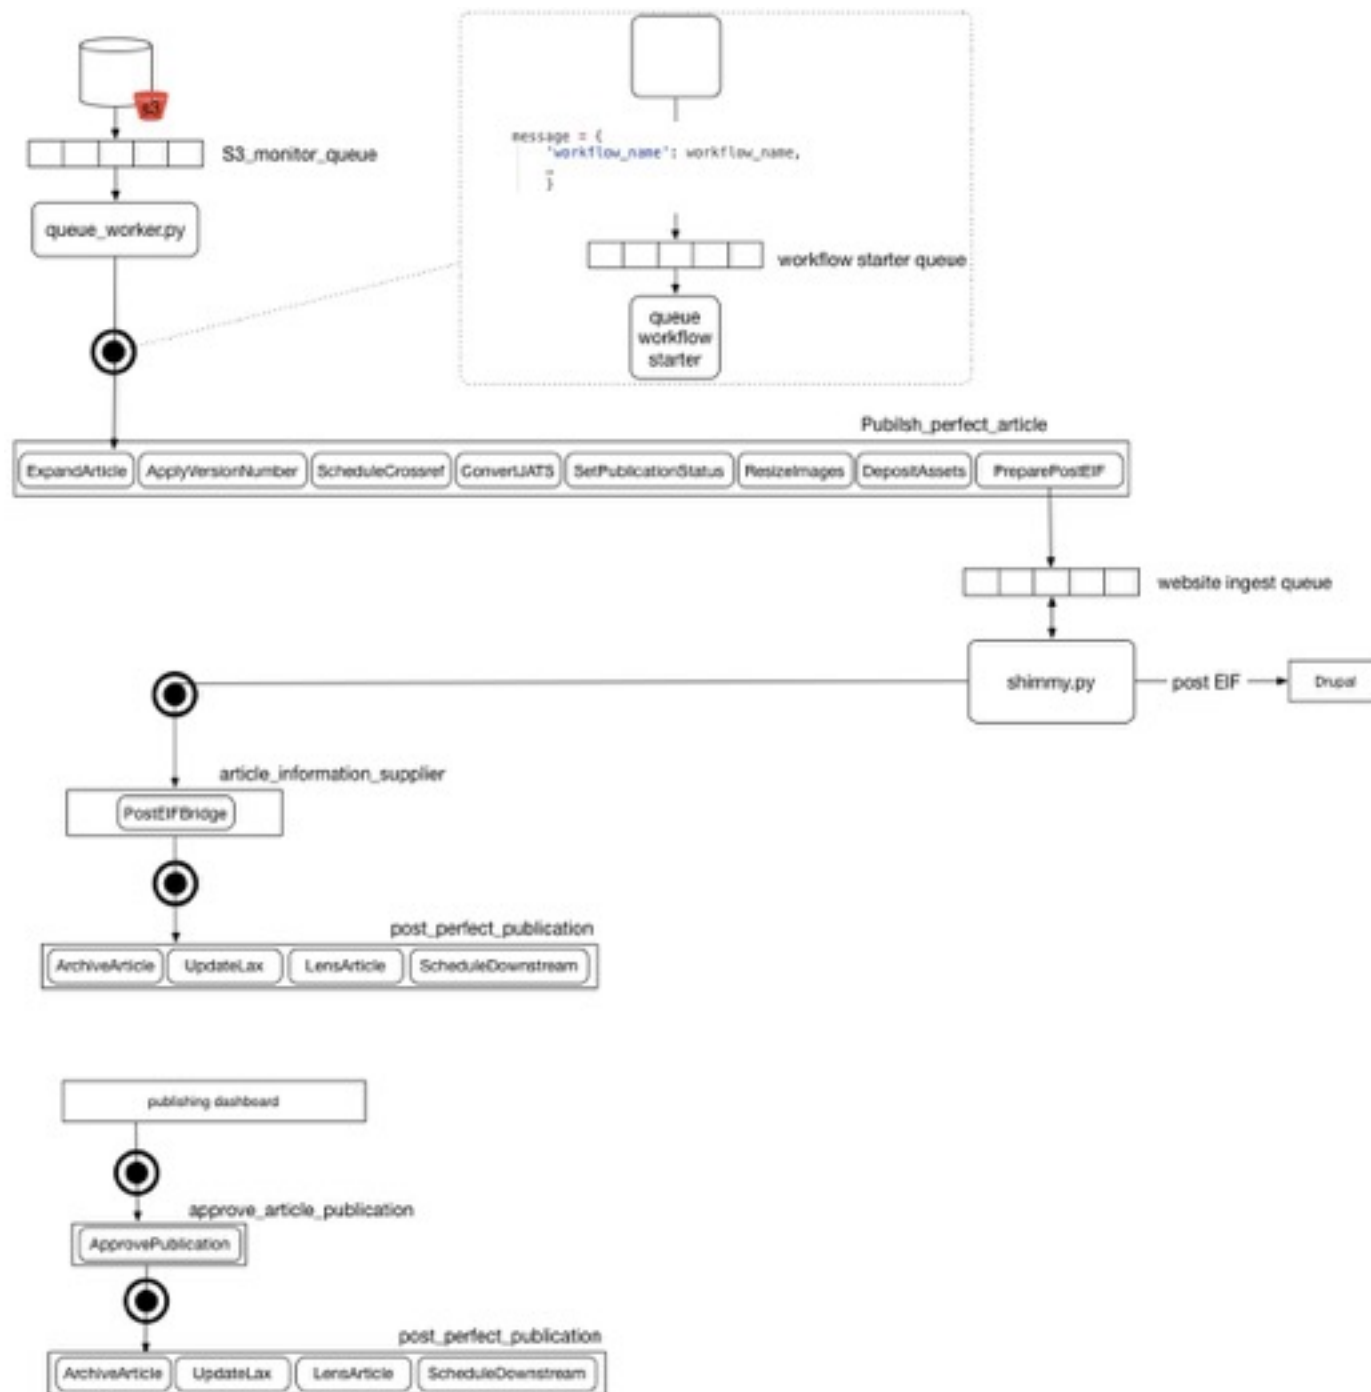 s3
S3_monitor_queue
queue_worker.py
message = {
'workflow_name': workflow_name,
}
workflow starter queue
queue
workflow
starter
Publish_perfect_article
ExpandArticle
ApplyVersionNumber
ScheduleCrossref
ConvertJATS
SetPublicationStatus
ResizeImages
DepositAssets
PreparePostEIF
website ingest queue
shimmy.py
post EIF
Drupal
article_information_supplier
PostEIFBridge
post_perfect_publication
ArchiveArticle
UpdateLax
LensArticle
ScheduleDownstream
publishing dashboard
approve_article_publication
ApprovePublication
post_perfect_publication
ArchiveArticle
UpdateLax
LensArticle
ScheduleDownstream